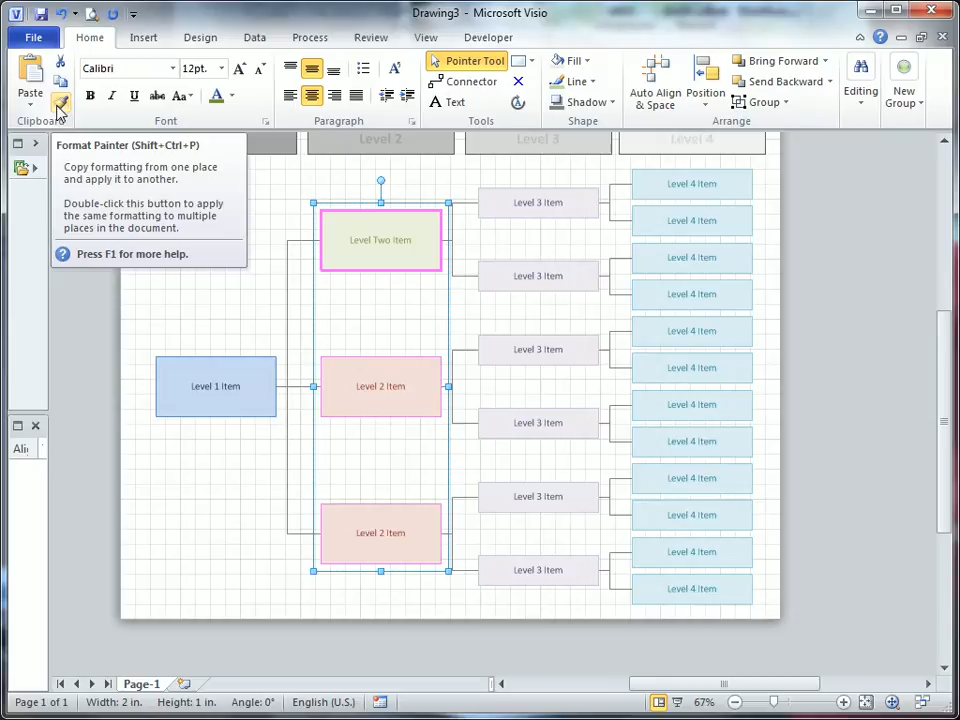 Drawing3 - Microsoft Visio
File Home Insert Design Data Process Review View Developer
Paste
Calibri 12pt.
Clipboard Font Paragraph Tools Shape Arrange
Pointer Tool
Connector
Text
Fill
Line
Shadow
Auto Align & Space
Position
Bring Forward
Send Backward
Group
Editing
New Group
Format Painter (Shift+Ctrl+P)
Copy formatting from one place
and apply it to another.
Double-click this button to apply
the same formatting to multiple
places in the document.
Press F1 for more help.
Level 2 Level 3 Level 4
Level 4 Item
Level 3 Item
Level 4 Item
Level Two Item
Level 4 Item
Level 3 Item
Level 4 Item
Level 4 Item
Level 3 Item
Level 4 Item
Level 1 Item
Level 2 Item
Level 4 Item
Level 3 Item
Level 4 Item
Level 4 Item
Level 3 Item
Level 4 Item
Level 2 Item
Level 4 Item
Level 3 Item
Level 4 Item
Page-1
Page 1 of 1 Width: 2 in. Height: 1 in. Angle: 0° English (U.S.) 67%